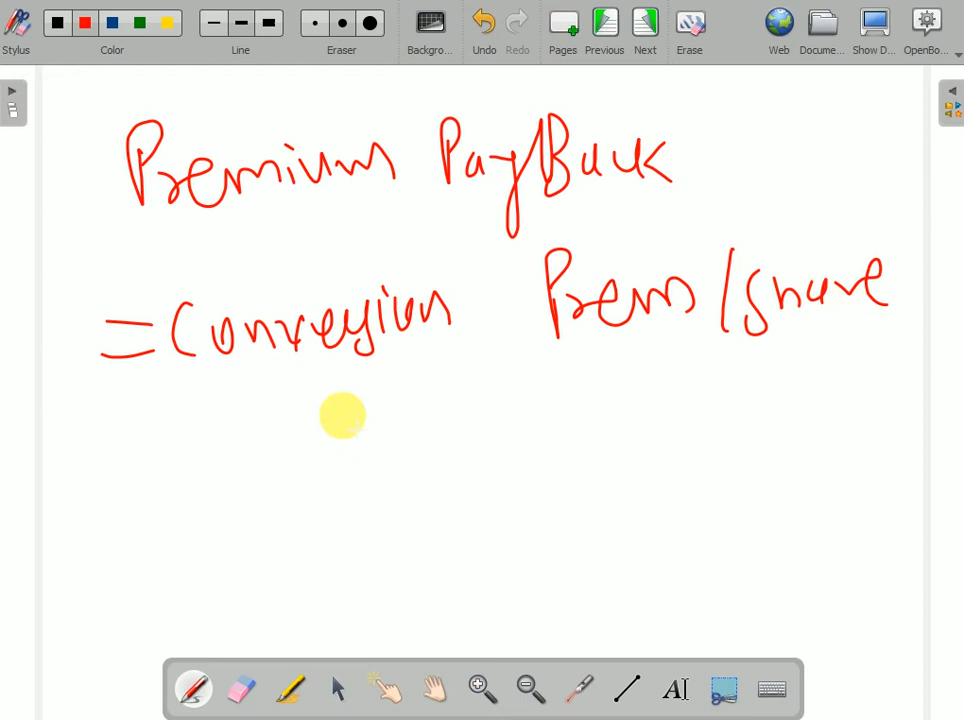 Stylus
Color
Line
Eraser
Backgro...
Undo
Redo
Pages
Previous
Next
Erase
Web
Docume...
Show D...
OpenBo...
Premium PayBack
= Conversion Prem/share
AI